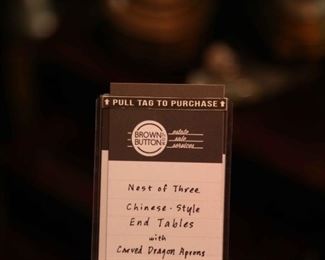 ↑ PULL TAG TO PURCHASE ↑
BROWN BUTTON
estate
sale
services
Nest of Three
Chinese-Style
End Tables
with
Carved Dragon Aprons